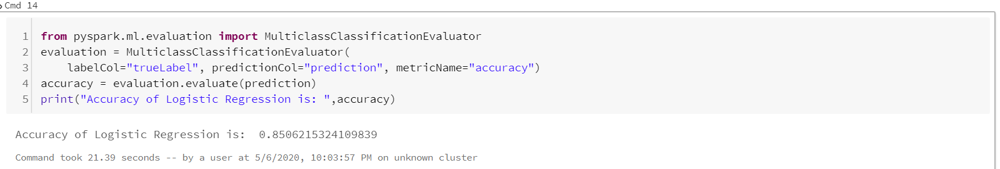 Cmd 14
1 from pyspark.ml.evaluation import MulticlassClassificationEvaluator
2 evaluation = MulticlassClassificationEvaluator(
3     labelCol="trueLabel", predictionCol="prediction", metricName="accuracy")
4 accuracy = evaluation.evaluate(prediction)
5 print("Accuracy of Logistic Regression is: ",accuracy)
Accuracy of Logistic Regression is:  0.8506215324109839
Command took 21.39 seconds -- by a user at 5/6/2020, 10:03:57 PM on unknown cluster